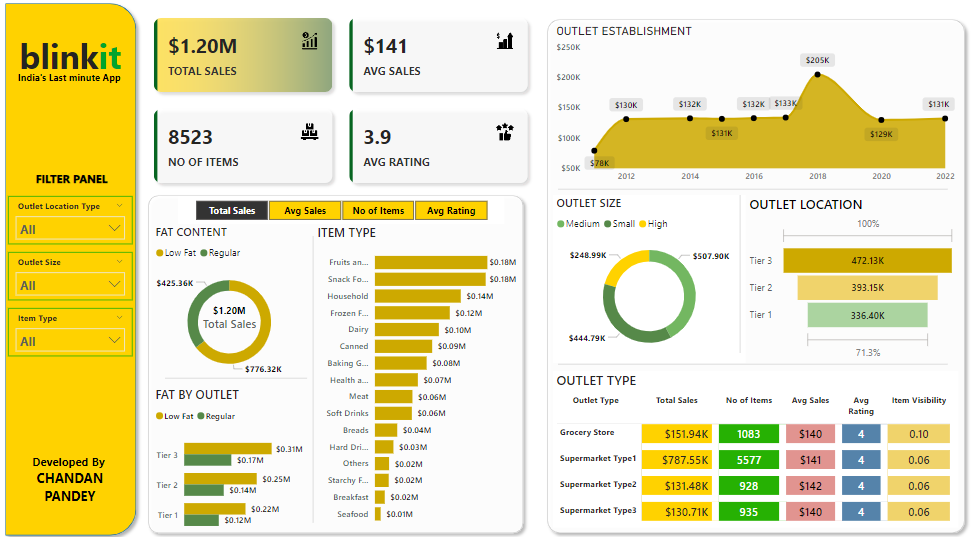 blinkit
India's Last minute App
FILTER PANEL
Outlet Location Type
All
Outlet Size
All
Item Type
All
Developed By
CHANDAN
PANDEY
$1.20M
TOTAL SALES
$141
AVG SALES
8523
NO OF ITEMS
3.9
AVG RATING
Total Sales Avg Sales No of Items Avg Rating
FAT CONTENT
Low Fat Regular
$425.36K
$1.20M
Total Sales
$776.32K
FAT BY OUTLET
Low Fat Regular
Tier 3 $0.31M
$0.17M
Tier 2 $0.25M
$0.14M
Tier 1 $0.22M
$0.12M
ITEM TYPE
Fruits an... $0.18M
Snack Fo... $0.18M
Household $0.14M
Frozen F... $0.12M
Dairy $0.10M
Canned $0.09M
Baking G... $0.08M
Health a... $0.07M
Meat $0.06M
Soft Drinks $0.06M
Breads $0.04M
Hard Dri... $0.03M
Others $0.02M
Starchy F... $0.02M
Breakfast $0.02M
Seafood $0.01M
OUTLET ESTABLISHMENT
$250K
$200K
$150K
$100K
$50K
$78K
$130K
$132K
$131K
$132K
$133K
$205K
$129K
$131K
2012 2014 2016 2018 2020 2022
OUTLET SIZE
Medium Small High
$248.99K
$507.90K
$444.79K
OUTLET LOCATION
100%
Tier 3 472.13K
Tier 2 393.15K
Tier 1 336.40K
71.3%
OUTLET TYPE
Outlet Type Total Sales No of Items Avg Sales Avg Rating Item Visibility
Grocery Store $151.94K 1083 $140 4 0.10
Supermarket Type1 $787.55K 5577 $141 4 0.06
Supermarket Type2 $131.48K 928 $142 4 0.06
Supermarket Type3 $130.71K 935 $140 4 0.06